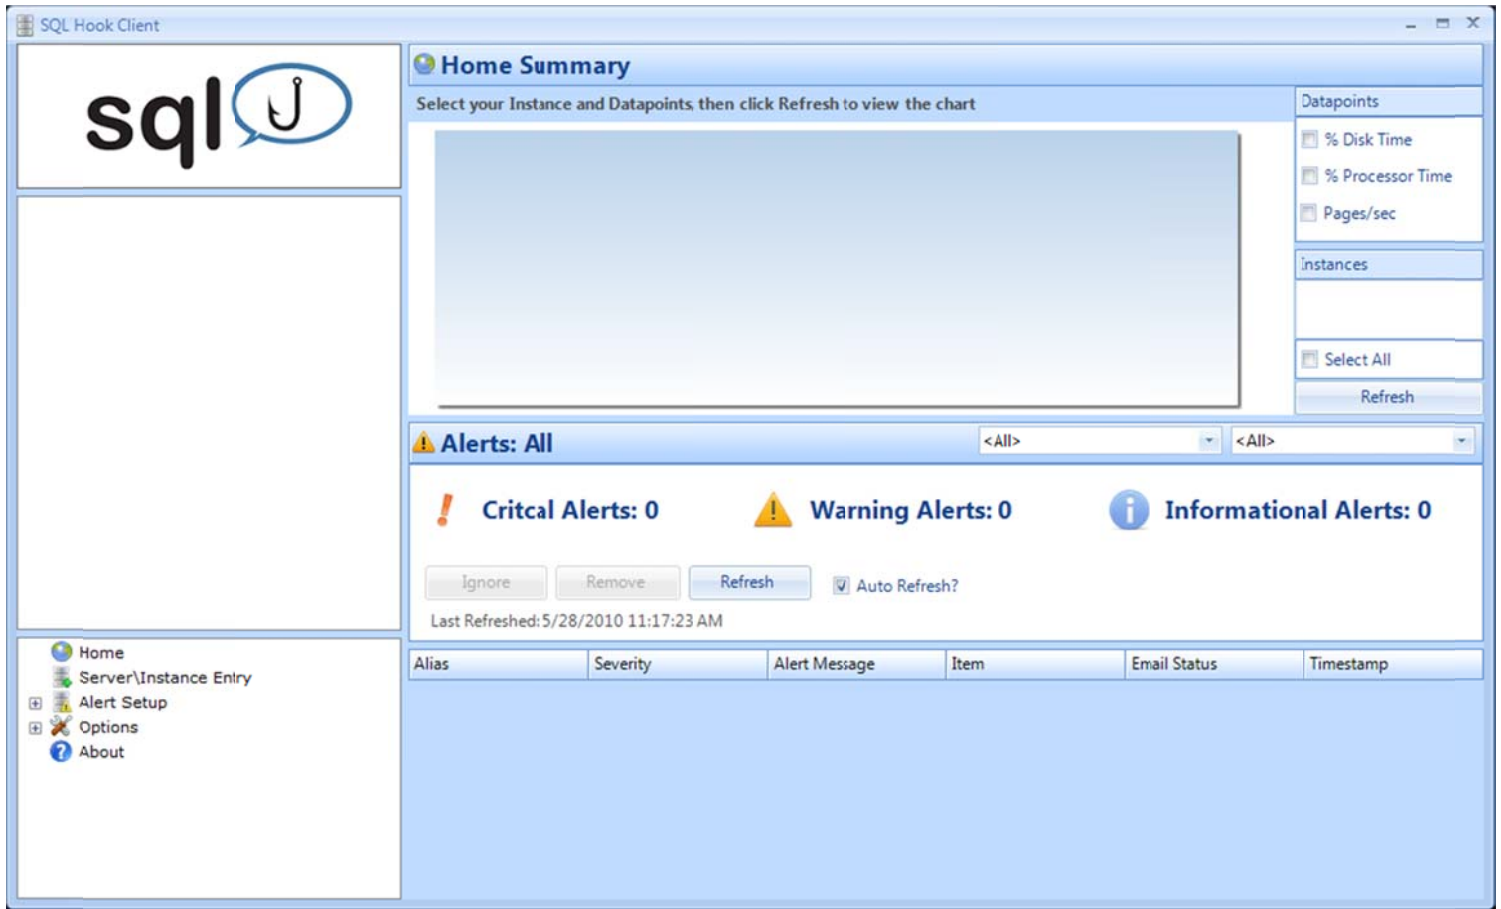 SQL Hook Client
sql
Home Summary
Select your Instance and Datapoints, then click Refresh to view the chart
Datapoints
% Disk Time
% Processor Time
Pages/sec
Instances
Select All
Refresh
Alerts: All
<All>
<All>
Critcal Alerts: 0
Warning Alerts: 0
Informational Alerts: 0
Ignore
Remove
Refresh
Auto Refresh?
Last Refreshed: 5/28/2010 11:17:23 AM
Home
Server\Instance Entry
Alert Setup
Options
About
Alias
Severity
Alert Message
Item
Email Status
Timestamp